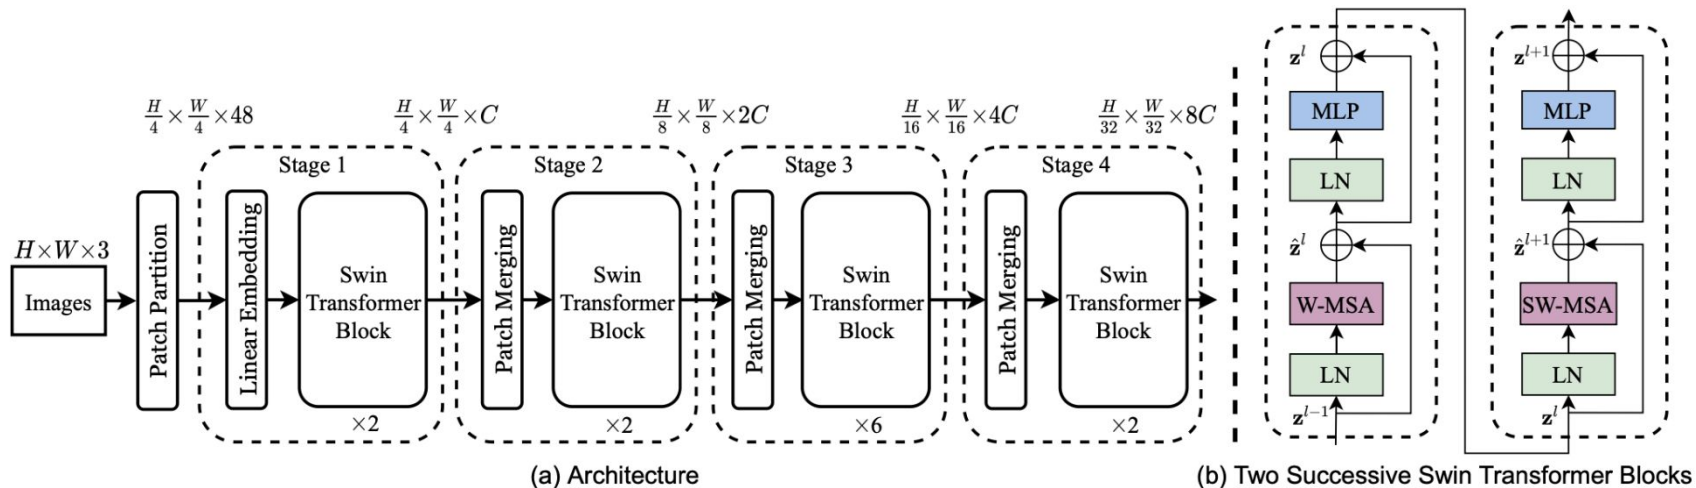 H×W×3
Images
H/4 × W/4 × 48
Patch Partition
H/4 × W/4 × C
Stage 1
Linear Embedding
Swin
Transformer
Block
×2
H/8 × W/8 × 2C
Stage 2
Patch Merging
Swin
Transformer
Block
×2
H/16 × W/16 × 4C
Stage 3
Patch Merging
Swin
Transformer
Block
×6
H/32 × W/32 × 8C
Stage 4
Patch Merging
Swin
Transformer
Block
×2
(a) Architecture
z^l
MLP
LN
ẑ^l
W-MSA
LN
z^{l-1}
z^{l+1}
MLP
LN
ẑ^{l+1}
SW-MSA
LN
z^l
(b) Two Successive Swin Transformer Blocks